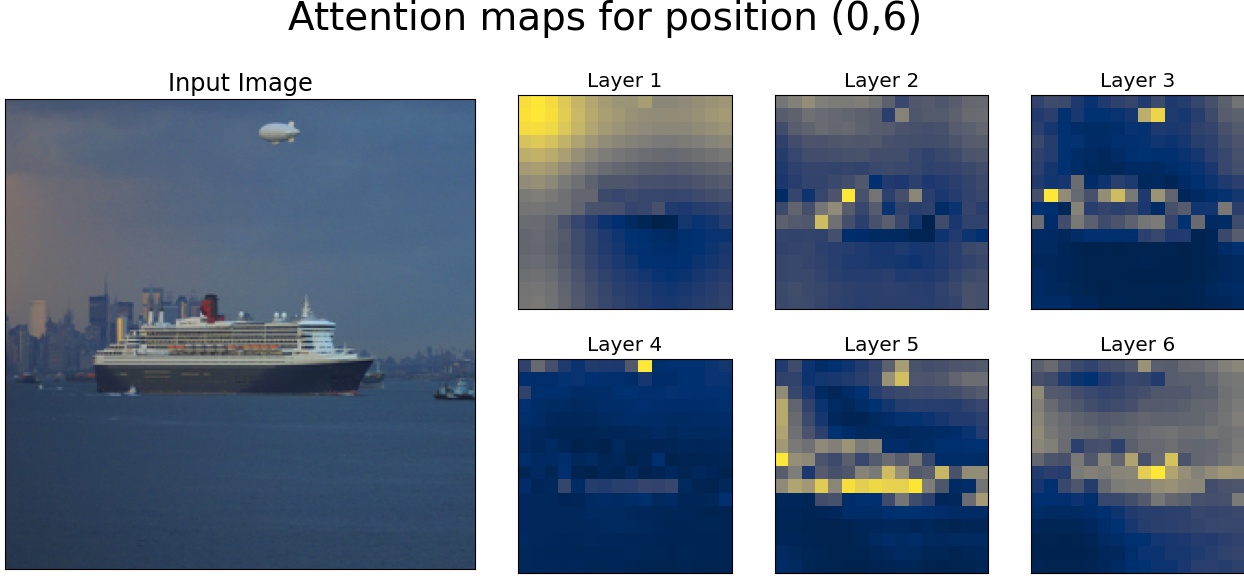 Attention maps for position (0,6)
Input Image
Layer 1
Layer 2
Layer 3
Layer 4
Layer 5
Layer 6